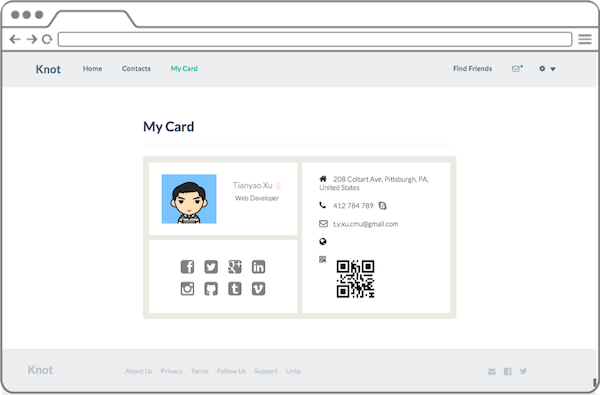 Knot Home Contacts My Card Find Friends
My Card
Tianyao Xu
Web Developer
208 Coltart Ave, Pittsburgh, PA,
United States
412 784 789
t.y.xu.cmu@gmail.com
Knot About Us Privacy Terms Follow Us Support Links